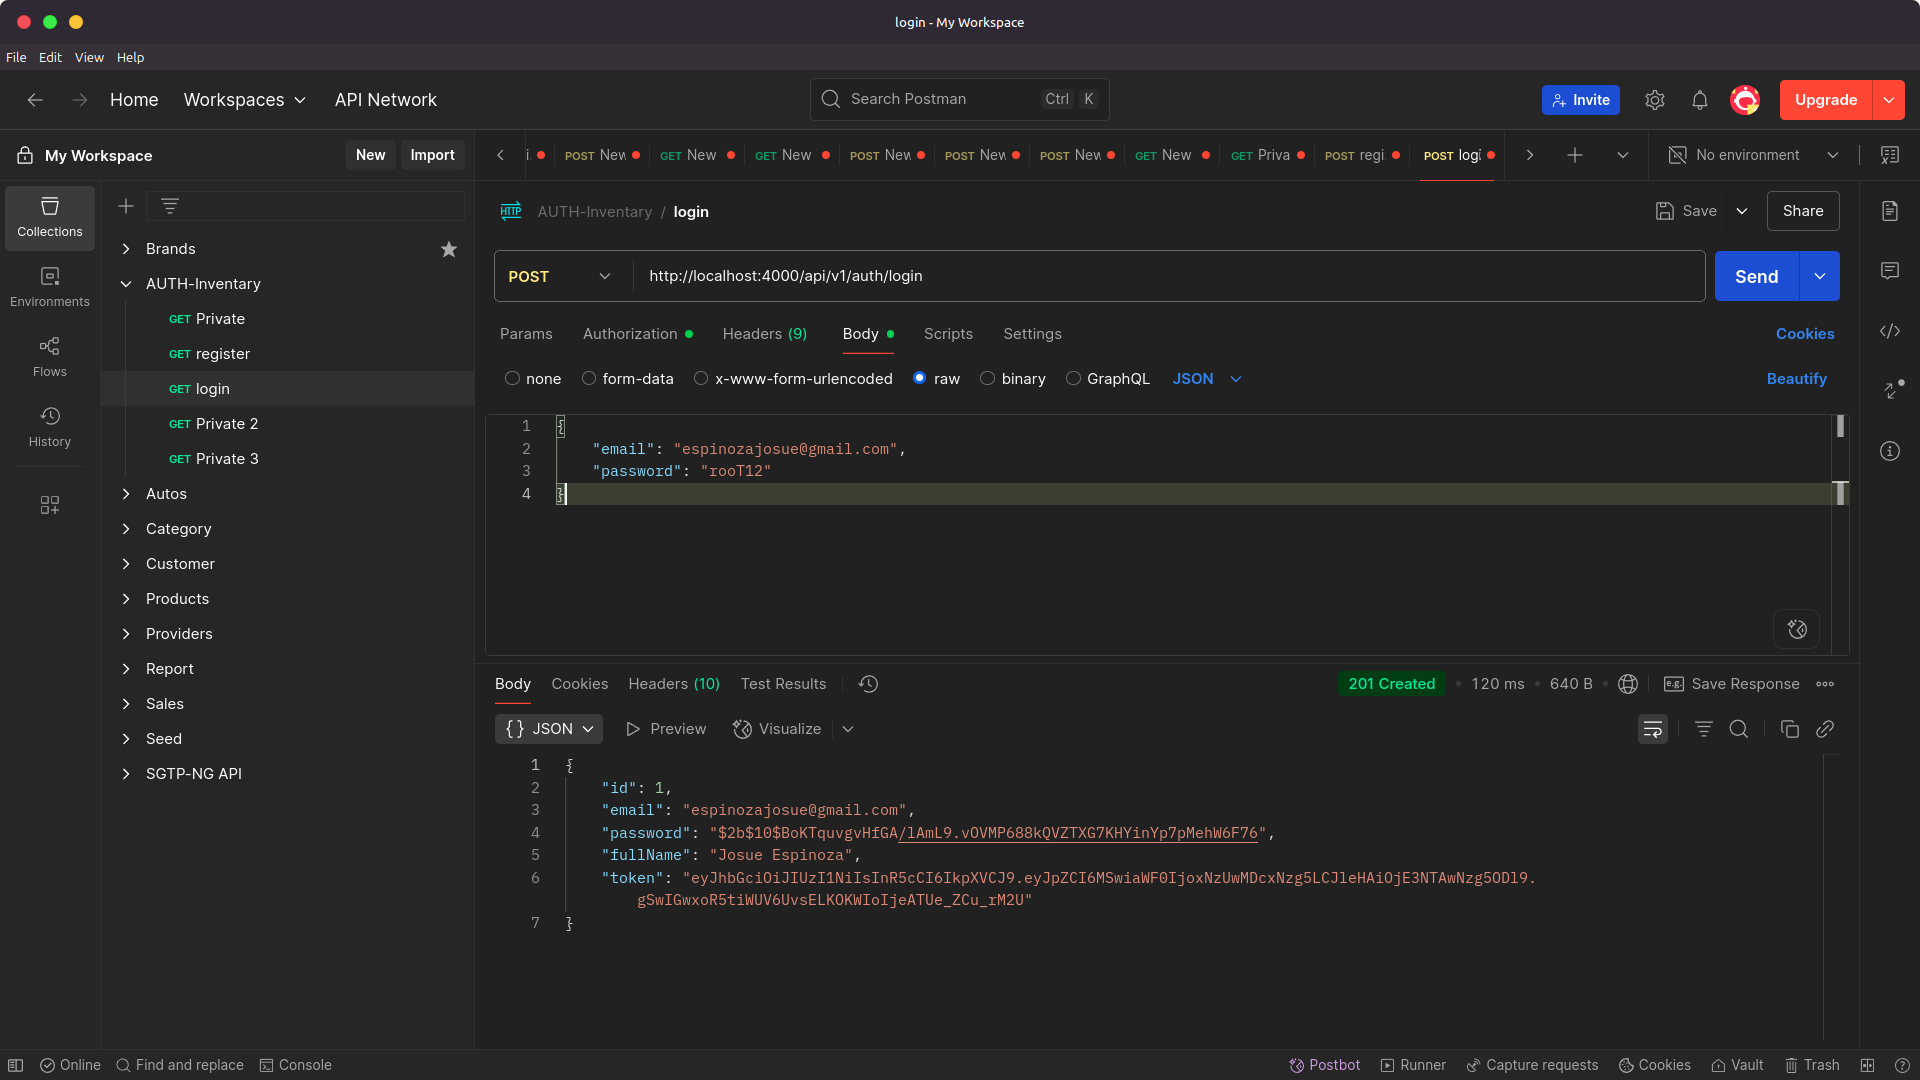 login - My Workspace
File Edit View Help
Home Workspaces API Network
Search Postman Ctrl K
Invite Upgrade
My Workspace New Import
POST New GET New GET New POST New POST New POST New GET New GET Priva POST regi POST logi No environment
Collections
Environments
Flows
History
Brands
AUTH-Inventory
GET Private
GET register
GET login
GET Private 2
GET Private 3
Autos
Category
Customer
Products
Providers
Report
Sales
Seed
SGTP-NG API
HTTP AUTH-Inventory / login Save Share
POST http://localhost:4000/api/v1/auth/login Send
Params Authorization Headers (9) Body Scripts Settings Cookies
none form-data x-www-form-urlencoded raw binary GraphQL JSON Beautify
1 {
2 "email": "espinozajosue@gmail.com",
3 "password": "rooT12"
4 }
Body Cookies Headers (10) Test Results 201 Created • 120 ms • 640 B • e.g. Save Response
{} JSON Preview Visualize
1 {
2 "id": 1,
3 "email": "espinozajosue@gmail.com",
4 "password": "$2b$10$BoKTquvgvHfGA/lAmL9.vOVMP688kQVZTXG7KHYinYp7pMehW6F76",
5 "fullName": "Josue Espinoza",
6 "token": "eyJhbGciOiJIUzI1NiIsInR5cCI6IkpXVCJ9.eyJpZCI6MSwiaWF0IjoxNzUwMDcxNzg5LCJleHAiOjE3NTAwNzg5ODl9.
gSwIGwxoR5tiWUV6UvsELKOKWIoIjeATUe_ZCu_rM2U"
7 }
Online Find and replace Console Postbot Runner Capture requests Cookies Vault Trash